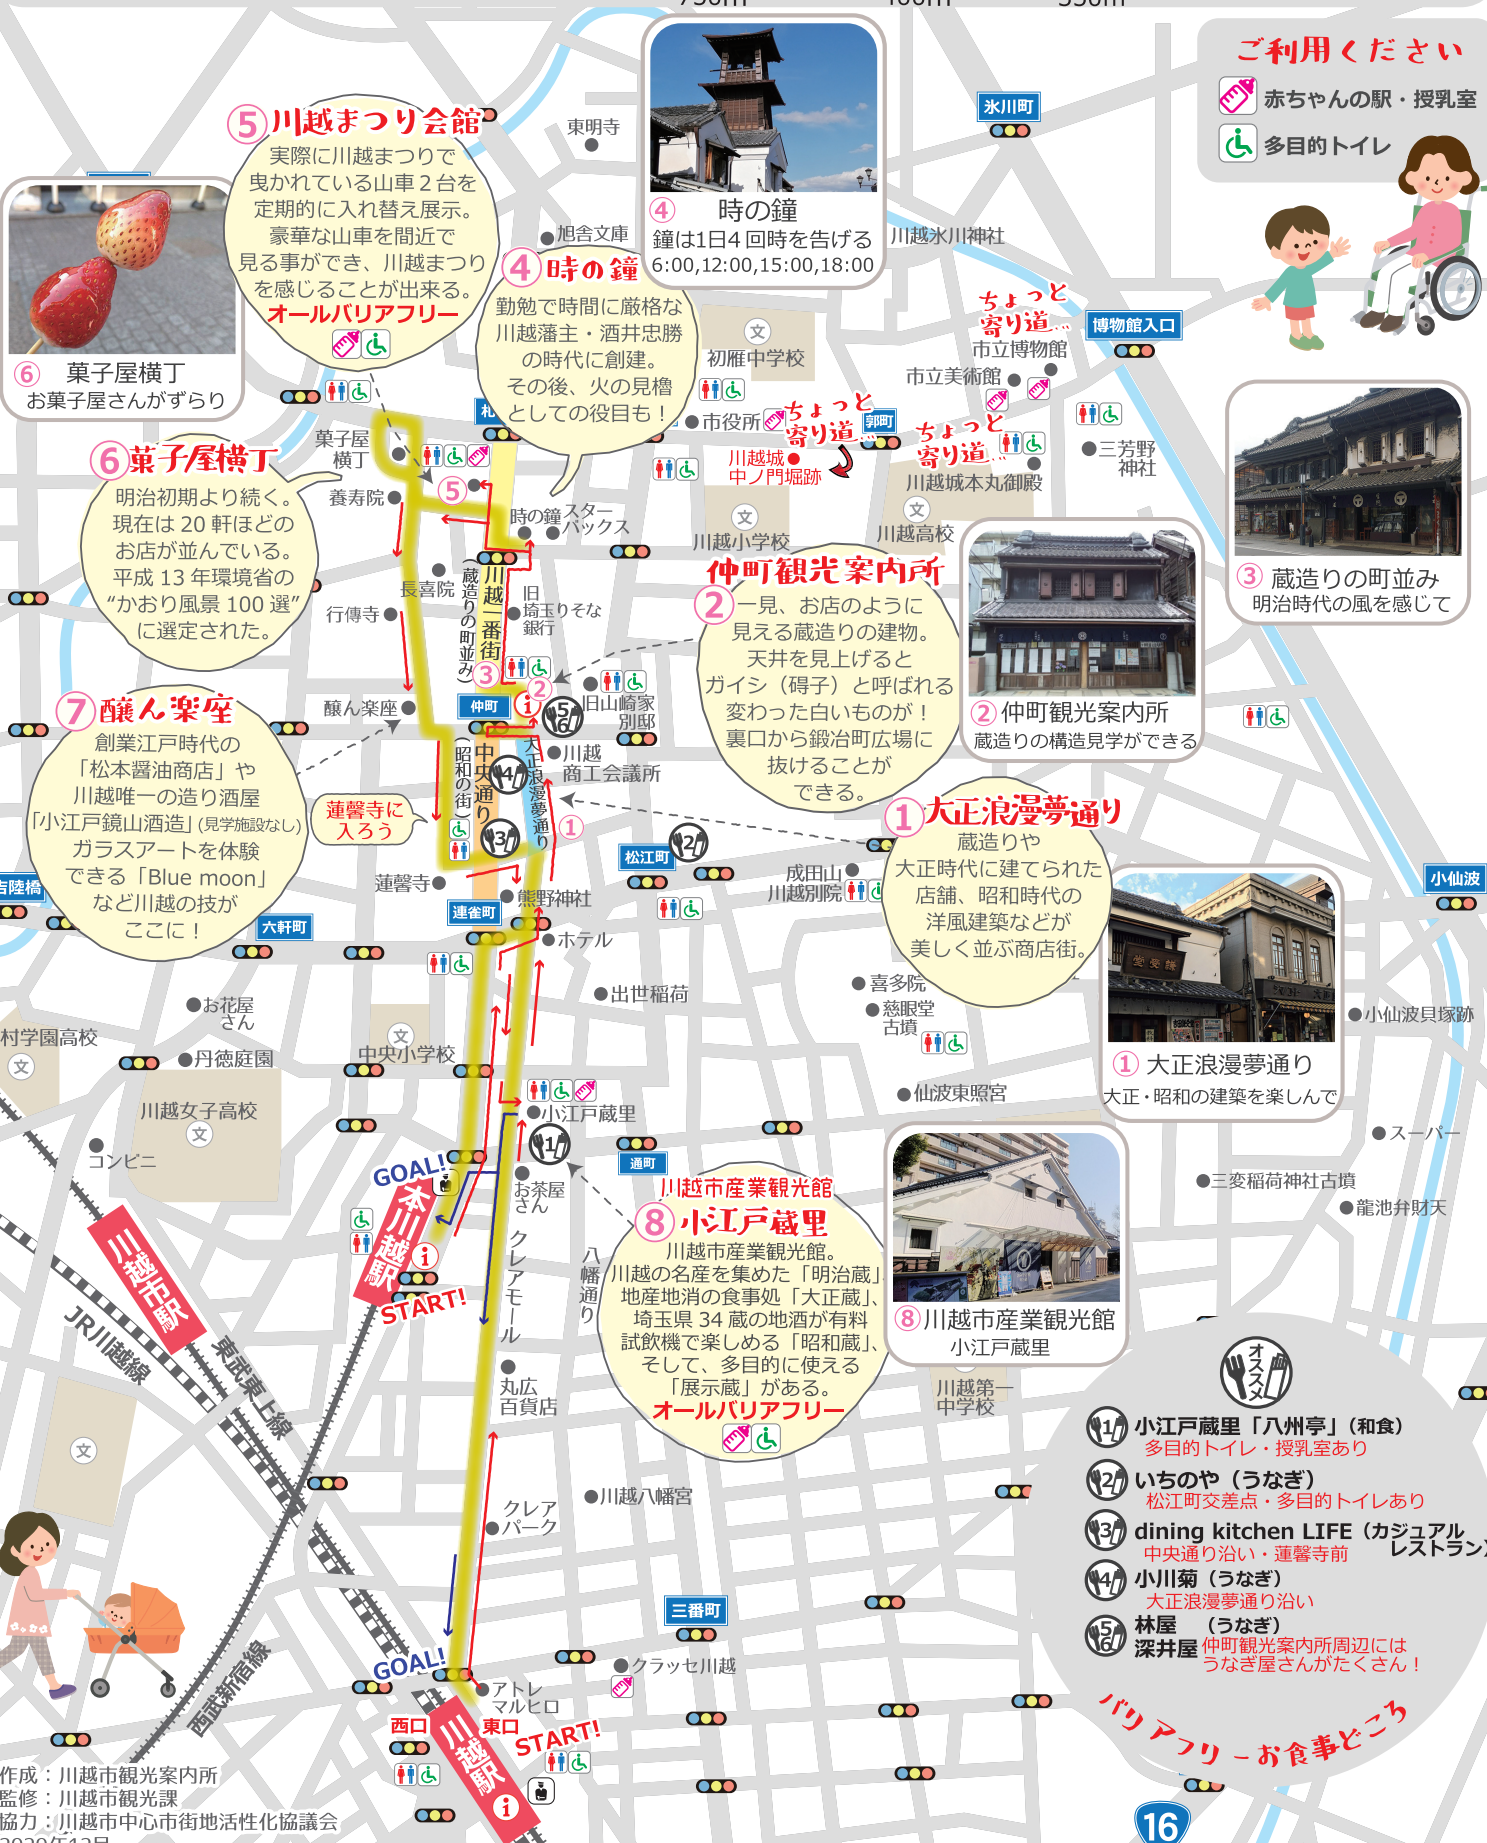 ご利用ください
赤ちゃんの駅・授乳室
多目的トイレ
④ 時の鐘
鐘は1日4回時を告げる
6:00,12:00,15:00,18:00
⑤川越まつり会館
実際に川越まつりで
曳かれている山車2台を
定期的に入れ替え展示。
豪華な山車を間近で
見る事ができ、川越まつり
を感じることが出来る。
オールバリアフリー
④時の鐘
勤勉で時間に厳格な
川越藩主・酒井忠勝
の時代に創建。
その後、火の見櫓
としての役目も！
⑥ 菓子屋横丁
お菓子屋さんがずらり
⑥菓子屋横丁
明治初期より続く。
現在は20軒ほどの
お店が並んでいる。
平成13年環境省の
“かおり風景100選”
に選定された。
⑦醸ん楽座
創業江戸時代の
「松本醤油商店」や
川越唯一の造り酒屋
「小江戸鏡山酒造」(見学施設なし)
ガラスアートを体験
できる「Blue moon」
など川越の技が
ここに！
蓮馨寺に
入ろう
仲町観光案内所
②一見、お店のように
見える蔵造りの建物。
天井を見上げると
ガイシ（碍子）と呼ばれる
変わった白いものが！
裏口から鍛冶町広場に
抜けることが
できる。
②仲町観光案内所
蔵造りの構造見学ができる
③ 蔵造りの町並み
明治時代の風を感じて
①大正浪漫夢通り
蔵造りや
大正時代に建てられた
店舗、昭和時代の
洋風建築などが
美しく並ぶ商店街。
① 大正浪漫夢通り
大正・昭和の建築を楽しんで
川越市産業観光館
⑧小江戸蔵里
川越市産業観光館。
川越の名産を集めた「明治蔵」
地産地消の食事処「大正蔵」、
埼玉県34蔵の地酒が有料
試飲機で楽しめる「昭和蔵」、
そして、多目的に使える
「展示蔵」がある。
オールバリアフリー
⑧川越市産業観光館
小江戸蔵里
東明寺
旭舎文庫
川越氷川神社
氷川町
博物館入口
ちょっと
寄り道…
市立博物館
市立美術館
初雁中学校
文
市役所
ちょっと
寄り道…
郭町
ちょっと
寄り道…
川越城
中ノ門堀跡
川越城本丸御殿
三芳野
神社
川越小学校
文
川越高校
文
札
菓子屋
横丁
養寿院
⑤
時の鐘
スター
バックス
長喜院
行傳寺
川越一番街
（蔵造りの町並み）
③
旧
埼玉りそな
銀行
②
仲町
5
6
旧山崎家
別邸
醸ん楽座
中央通り
（昭和の街）
4
3
大正浪漫夢通り
①
川越
商工会議所
松江町
2
成田山
川越別院
蓮馨寺
熊野神社
連雀町
六軒町
ホテル
吉陸橋
小仙波
出世稲荷
喜多院
慈眼堂
古墳
小仙波貝塚跡
お花屋
さん
村学園高校
文
丹徳庭園
中央小学校
文
川越女子高校
文
仙波東照宮
小江戸蔵里
1
コンビニ
スーパー
通町
三変稲荷神社古墳
龍池弁財天
GOAL!
本川越駅
START!
お茶屋
さん
クレアモール
八幡通り
川越市駅
JR川越線
東武東上線
丸広
百貨店
川越第一
中学校
文
クレア
パーク
川越八幡宮
三番町
クラッセ川越
西武新宿線
GOAL!
アトレ
マルヒロ
西口
東口
START!
川越駅
オススメ
1 小江戸蔵里「八州亭」（和食）
多目的トイレ・授乳室あり
2 いちのや（うなぎ）
松江町交差点・多目的トイレあり
3 dining kitchen LIFE（カジュアル
レストラン）
中央通り沿い・蓮馨寺前
4 小川菊（うなぎ）
大正浪漫夢通り沿い
5 林屋　（うなぎ）
6 深井屋 仲町観光案内所周辺には
うなぎ屋さんがたくさん！
バリアフリーお食事どころ
16
作成：川越市観光案内所
監修：川越市観光課
協力：川越市中心市街地活性化協議会